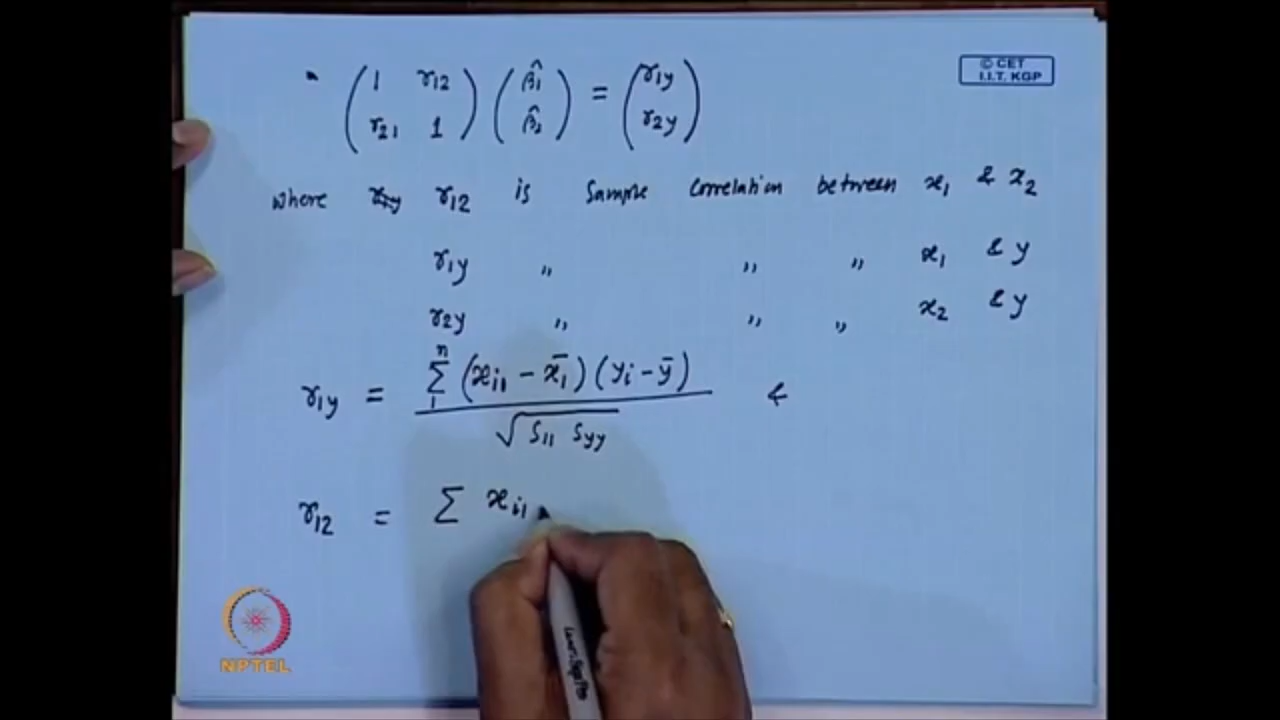 © CET
I.I.T. KGP
( 1 r12 ) ( β̂1 ) = ( r1y )
( r21 1 ) ( β̂2 ) ( r2y )
where r12 is Sample Correlation between x1 & x2
r1y " " " x1 & y
r2y " " " x2 & y
r1y = Σ_1^n (xi1 - x̄1) (yi - ȳ) / √S11 Syy &
r12 = Σ xi1
NPTEL